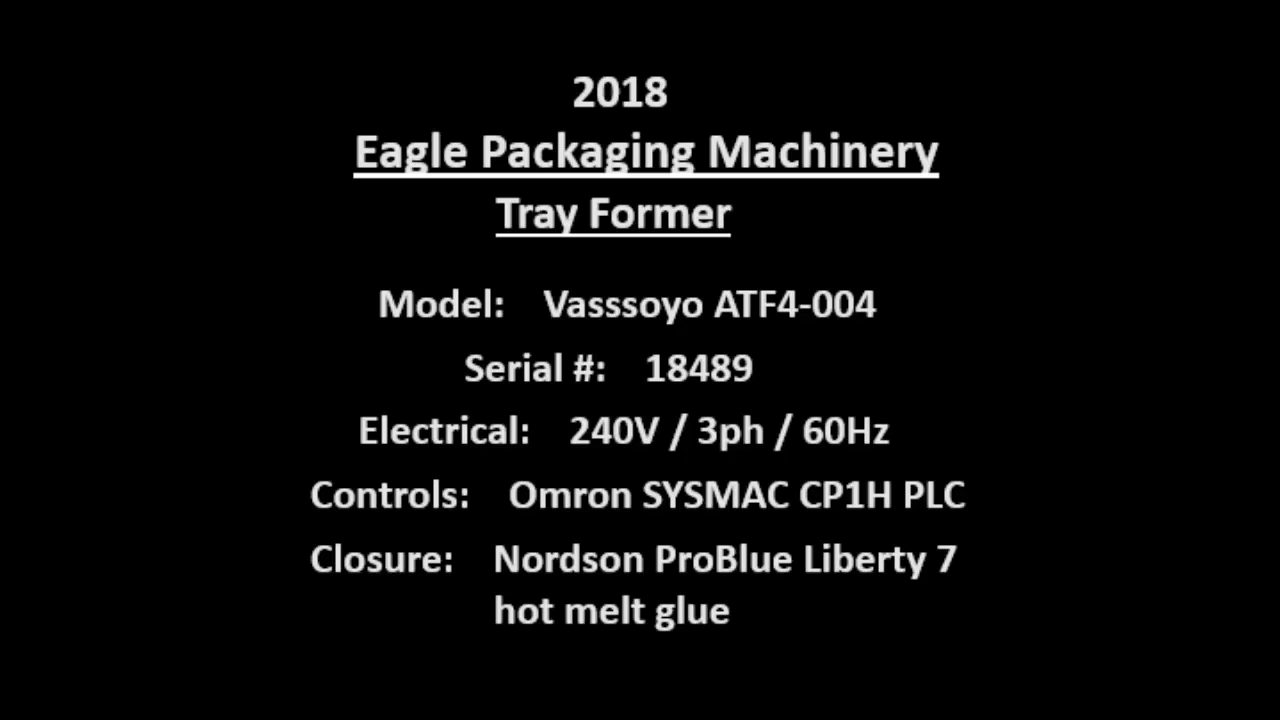 2018
Eagle Packaging Machinery
Tray Former
Model: Vasssoyo ATF4-004
Serial #: 18489
Electrical: 240V / 3ph / 60Hz
Controls: Omron SYSMAC CP1H PLC
Closure: Nordson ProBlue Liberty 7
hot melt glue